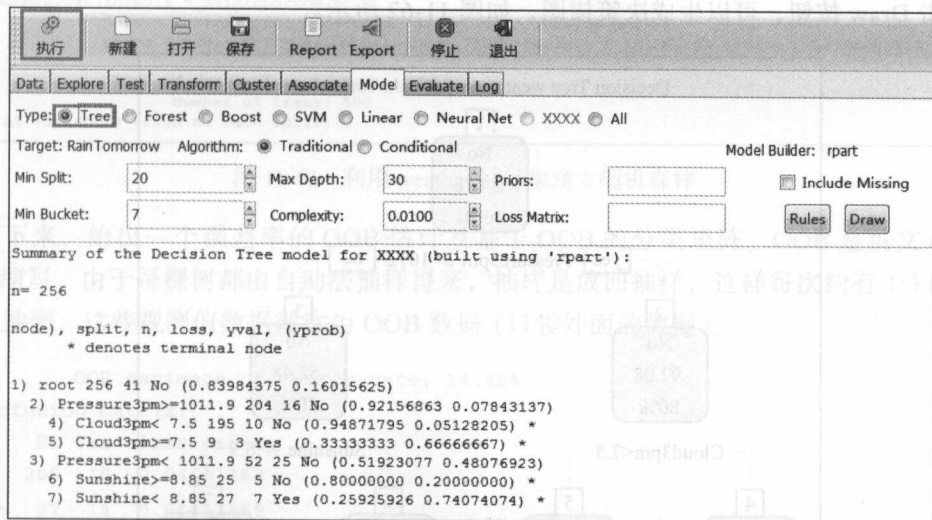 执行 新建 打开 保存 Report Export 停止 退出
Data Explore Test Transform Cluster Associate Model Evaluate Log
Type: Tree Forest Boost SVM Linear Neural Net XXXX All
Target: RainTomorrow Algorithm: Traditional Conditional Model Builder: rpart
Min Split: 20 Max Depth: 30 Priors: Include Missing
Min Bucket: 7 Complexity: 0.0100 Loss Matrix: Rules Draw
Summary of the Decision Tree model for XXXX (built using 'rpart'):
n= 256
node), split, n, loss, yval, (yprob)
* denotes terminal node
1) root 256 41 No (0.83984375 0.16015625)
2) Pressure3pm>=1011.9 204 16 No (0.92156863 0.07843137)
4) Cloud3pm< 7.5 195 10 No (0.94871795 0.05128205) *
5) Cloud3pm>=7.5 9 3 Yes (0.33333333 0.66666667) *
3) Pressure3pm< 1011.9 52 25 No (0.51923077 0.48076923)
6) Sunshine>=8.85 25 5 No (0.80000000 0.20000000) *
7) Sunshine< 8.85 27 7 Yes (0.25925926 0.74074074) *